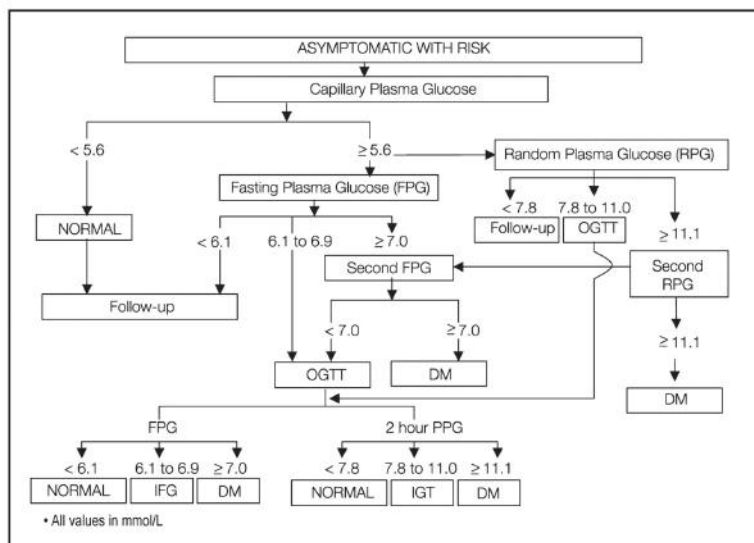 ASYMPTOMATIC WITH RISK
Capillary Plasma Glucose
< 5.6
≥ 5.6
Random Plasma Glucose (RPG)
Fasting Plasma Glucose (FPG)
< 7.8
7.8 to 11.0
≥ 11.1
NORMAL
Follow-up
OGTT
< 6.1
6.1 to 6.9
≥ 7.0
Second FPG
Second
RPG
Follow-up
< 7.0
≥ 7.0
≥ 11.1
OGTT
DM
DM
FPG
2 hour PPG
< 6.1
6.1 to 6.9
≥ 7.0
< 7.8
7.8 to 11.0
≥ 11.1
NORMAL
IFG
DM
NORMAL
IGT
DM
• All values in mmol/L